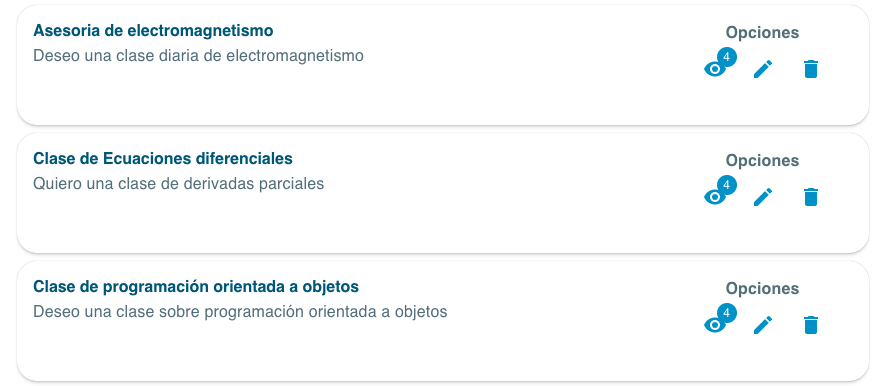 Asesoria de electromagnetismo
Deseo una clase diaria de electromagnetismo
Opciones
4
Clase de Ecuaciones diferenciales
Quiero una clase de derivadas parciales
Opciones
4
Clase de programación orientada a objetos
Deseo una clase sobre programación orientada a objetos
Opciones
4